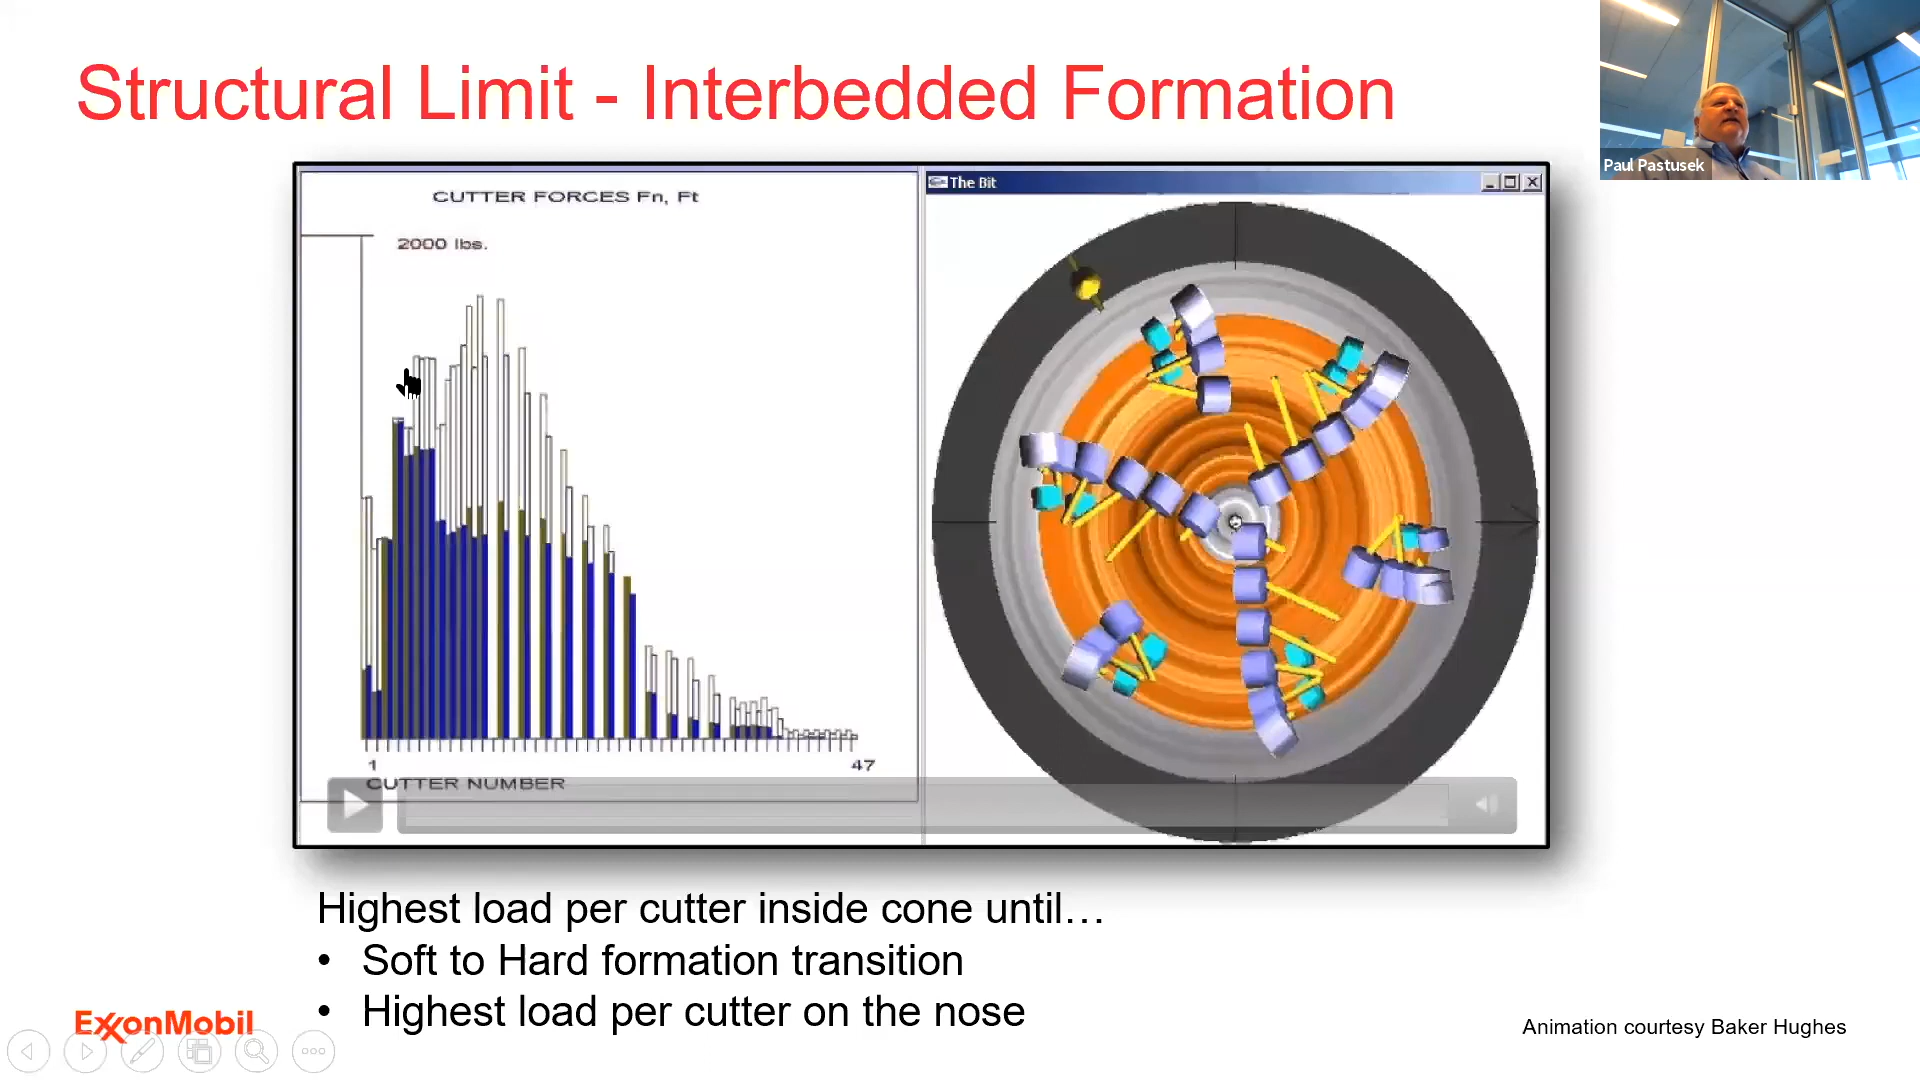 Structural Limit - Interbedded Formation
Paul Pastusek
CUTTER FORCES Fn, Ft
2000 lbs.
The Bit
1
47
CUTTER NUMBER
Highest load per cutter inside cone until…
• Soft to Hard formation transition
• Highest load per cutter on the nose
ExxonMobil
Animation courtesy Baker Hughes